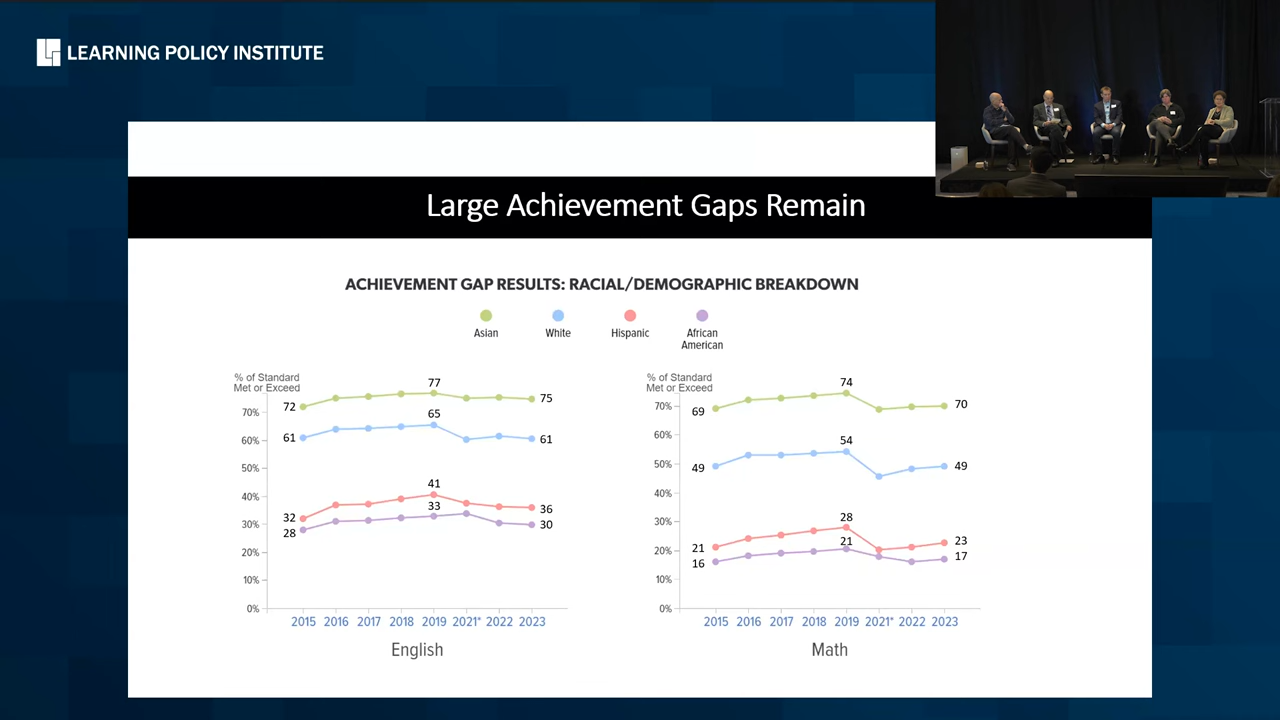 LEARNING POLICY INSTITUTE
Large Achievement Gaps Remain
ACHIEVEMENT GAP RESULTS: RACIAL/DEMOGRAPHIC BREAKDOWN
Asian
White
Hispanic
African
American
% of Standard
Met or Exceed
70%
60%
50%
40%
30%
20%
10%
0%
72
77
75
61
65
61
32
41
36
28
33
30
2015 2016 2017 2018 2019 2021* 2022 2023
English
% of Standard
Met or Exceed
70%
60%
50%
40%
30%
20%
10%
0%
69
74
70
49
54
49
21
28
23
16
21
17
2015 2016 2017 2018 2019 2021* 2022 2023
Math